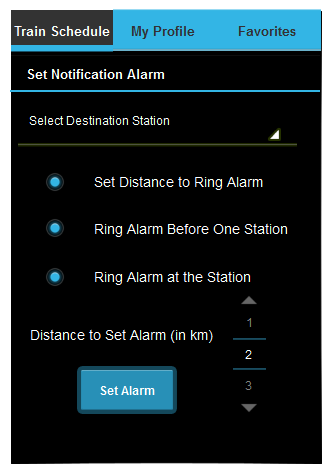 Train Schedule My Profile Favorites
Set Notification Alarm
Select Destination Station
Set Distance to Ring Alarm
Ring Alarm Before One Station
Ring Alarm at the Station
1
Distance to Set Alarm (in km)
2
3
Set Alarm